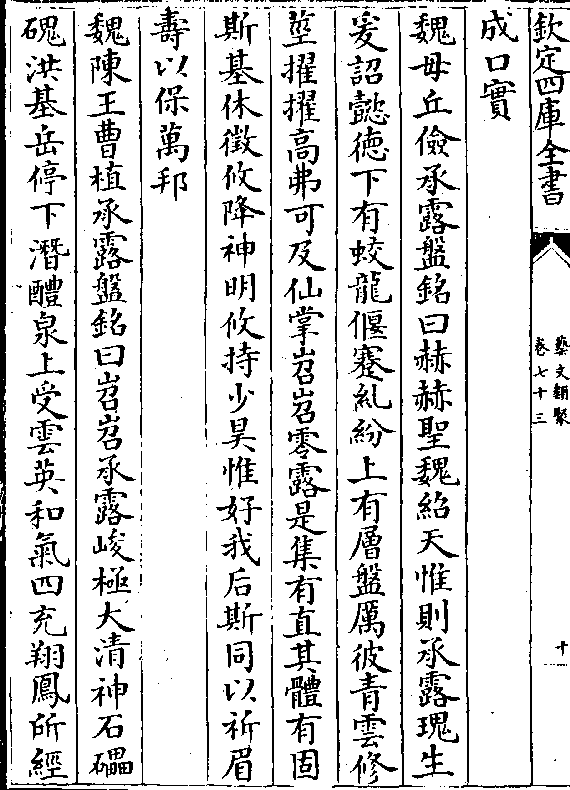 欽定四庫全書
藝文類聚
卷七十三
十
成口實
魏毋丘儉承露盤銘曰赫赫聖魏紹天惟則承露瑰生
爰詔懿徳下有蛟龍偃蹇糺紛上有層盤厲彼青雲修
莖擢擢高弗可及仙掌岧岧零露是集有直其體有固
斯基休徵攸降神明攸持少昊惟好我后斯同以祈眉
壽以保萬邦
魏陳王曹植承露盤銘曰岧岧承露峻極大清神石礧
磈洪基岳停下潛醴泉上受雲英和氣四充翔鳳所經